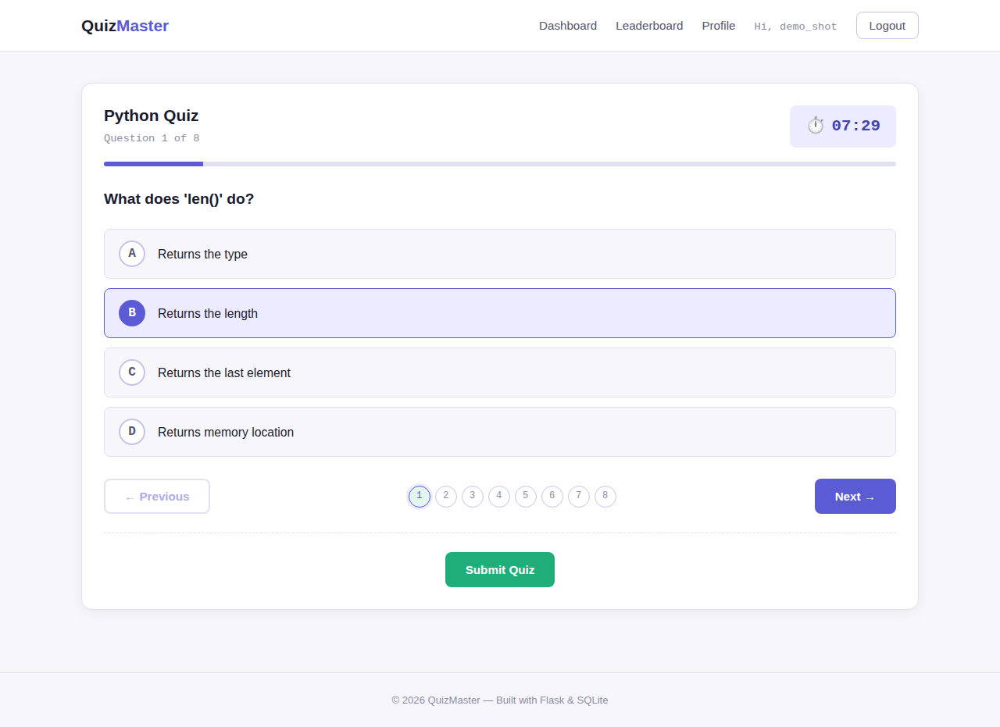 QuizMaster
Dashboard Leaderboard Profile Hi, demo_shot Logout
Python Quiz
Question 1 of 8
07:29
What does 'len()' do?
A Returns the type
B Returns the length
C Returns the last element
D Returns memory location
← Previous 1 2 3 4 5 6 7 8 Next →
Submit Quiz
© 2026 QuizMaster — Built with Flask & SQLite